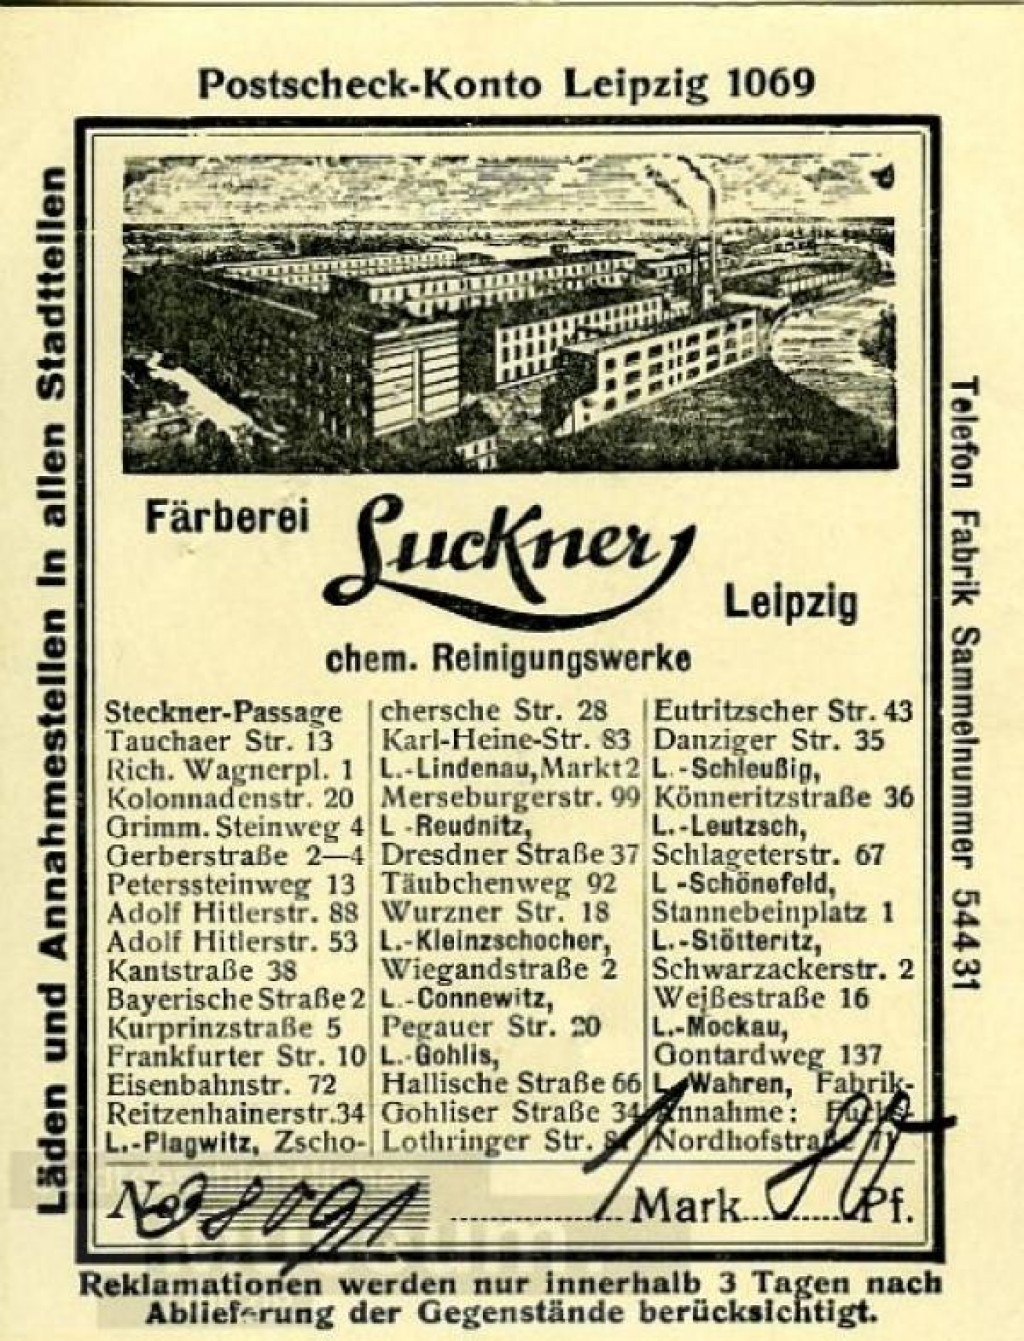 Postscheck-Konto Leipzig 1069
Läden und Annahmestellen in allen Stadtteilen
Telefon Fabrik Sammelnummer 54431
Färberei
Luckner
Leipzig
chem. Reinigungswerke
Steckner-Passage
Tauchaer Str. 13
Rich. Wagnerpl. 1
Kolonnadenstr. 20
Grimm. Steinweg 4
Gerberstraße 2—4
Peterssteinweg 13
Adolf Hitlerstr. 88
Adolf Hitlerstr. 53
Kantstraße 38
Bayerische Straße 2
Kurprinzstraße 5
Frankfurter Str. 10
Eisenbahnstr. 72
Reitzenhainerstr. 34
L.-Plagwitz, Zscho-
chersche Str. 28
Karl-Heine-Str. 83
L.-Lindenau, Markt 2
Merseburgerstr. 99
L -Reudnitz,
Dresdner Straße 37
Täubchenweg 92
Wurzner Str. 18
L.-Kleinzschocher,
Wiegandstraße 2
L.-Connewitz,
Pegauer Str. 20
L.-Gohlis,
Hallische Straße 66
Gohliser Straße 34
Lothringer Str.
Eutritzscher Str. 43
Danziger Str. 35
L.-Schleußig,
Könneritzstraße 36
L.-Leutzsch,
Schlageterstr. 67
L -Schönefeld,
Stannebeinplatz 1
L.-Stötteritz,
Schwarzackerstr. 2
Weißestraße 16
L.-Mockau,
Gontardweg 137
L.-Wahren, Fabrik-
Annahme:
Nordhofstraße 71
No 38091 1 Mark 80 Pf.
Reklamationen werden nur innerhalb 3 Tagen nach
Ablieferung der Gegenstände berücksichtigt.